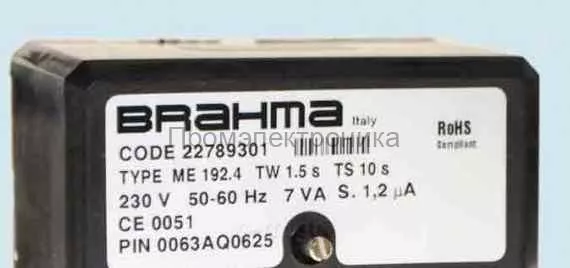 BRAHMA
Italy
Промэлектроника
RoHS
Compliant
CODE 22789301
TYPE ME 192.4 TW 1.5 s TS 10 s
230 V 50-60 Hz 7 VA S. 1,2 µA
CE 0051
PIN 0063AQ0625